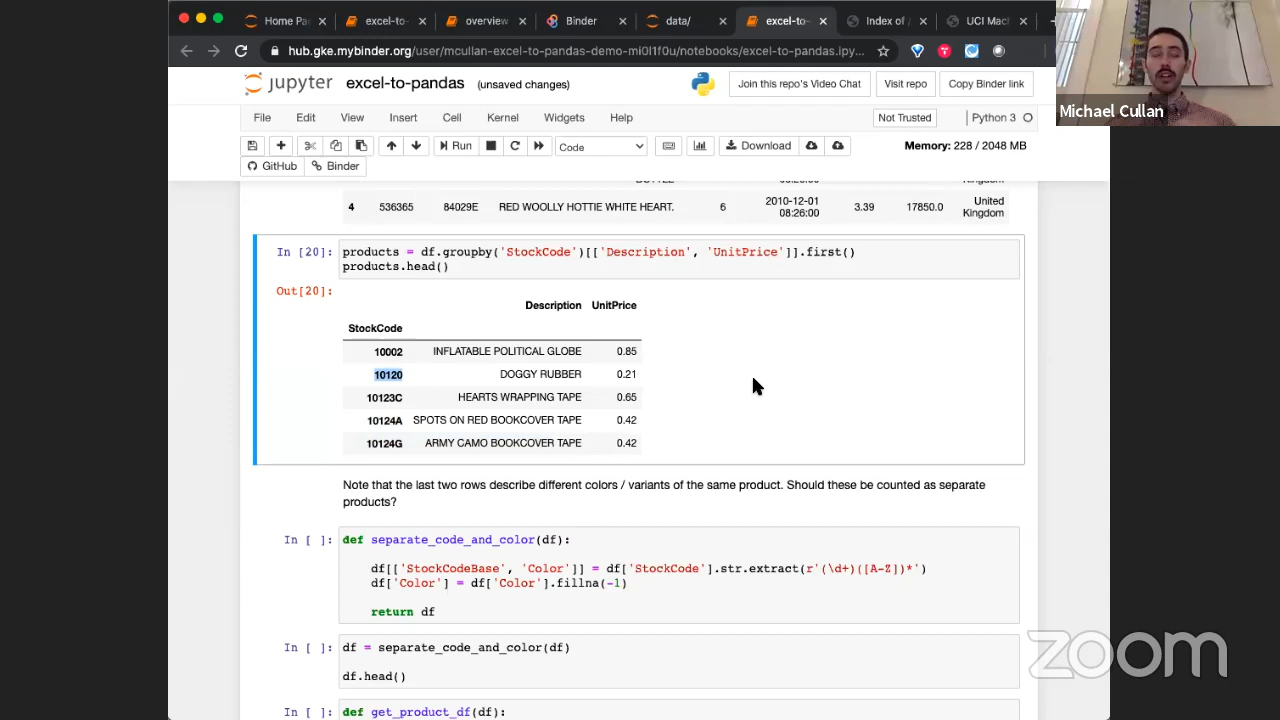 Home Pa
excel-to-
overview
Binder
data/
excel-to-
Index of
UCI Mac
hub.gke.mybinder.org/user/mcullan-excel-to-pandas-demo-mi0l1f0u/notebooks/excel-to-pandas.ipy...
Michael Cullan
jupyter excel-to-pandas (unsaved changes)
Join this repo's Video Chat
Visit repo
Copy Binder link
File Edit View Insert Cell Kernel Widgets Help
Not Trusted
Python 3
Run
Code
Download
Memory: 228 / 2048 MB
GitHub
Binder
4 536365 84029E RED WOOLLY HOTTIE WHITE HEART. 6 2010-12-01 08:26:00 3.39 17850.0 United Kingdom
In [20]: products = df.groupby('StockCode')[['Description', 'UnitPrice']].first()
products.head()
Out[20]:
Description UnitPrice
StockCode
10002 INFLATABLE POLITICAL GLOBE 0.85
10120 DOGGY RUBBER 0.21
10123C HEARTS WRAPPING TAPE 0.65
10124A SPOTS ON RED BOOKCOVER TAPE 0.42
10124G ARMY CAMO BOOKCOVER TAPE 0.42
Note that the last two rows describe different colors / variants of the same product. Should these be counted as separate
products?
In [ ]: def separate_code_and_color(df):
df[['StockCodeBase', 'Color']] = df['StockCode'].str.extract(r'(\d+)([A-Z])*')
df['Color'] = df['Color'].fillna(-1)
return df
In [ ]: df = separate_code_and_color(df)
df.head()
In [ ]: def get_product_df(df):
zoom